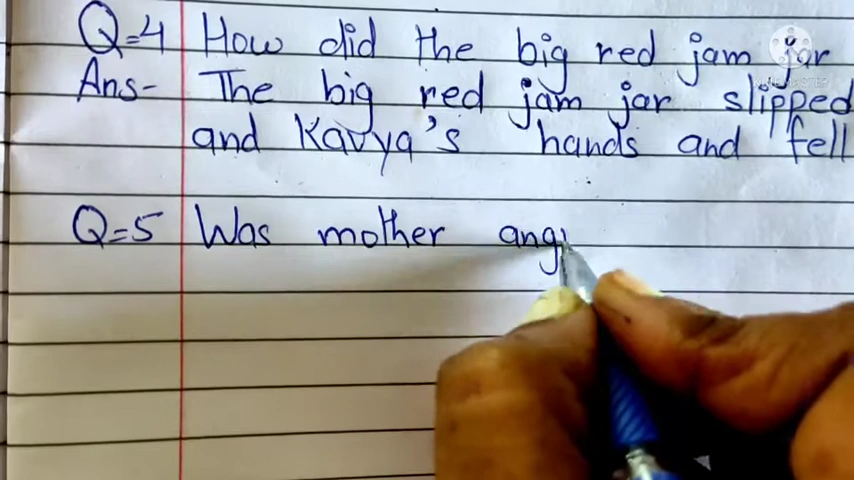 Q=4 How did the big red jam jar
Ans- The big red jam jar slipped
and Kavya's hands and fell
Q=5 Was mother ang